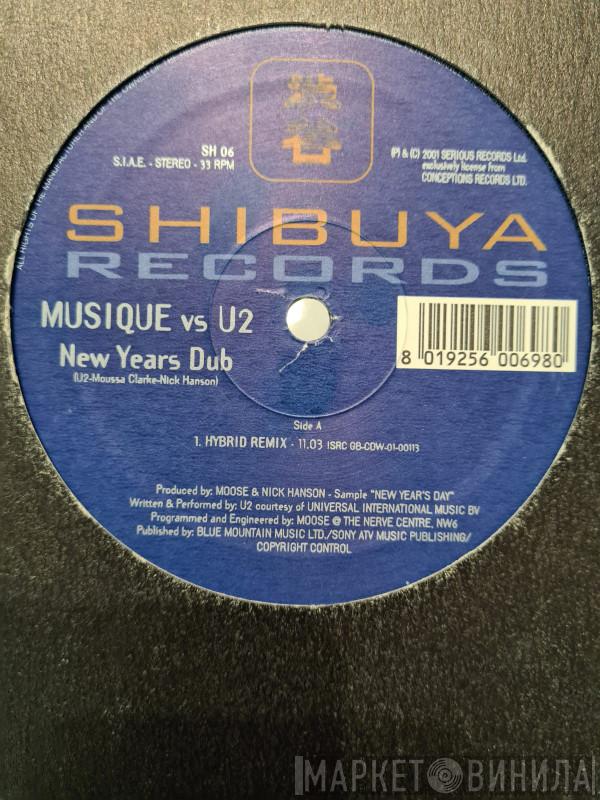 SH 06
S.I.A.E. - STEREO - 33 RPM
(P) & (C) 2001 SERIOUS RECORDS Ltd.
exclusively license from
CONCEPTIONS RECORDS LTD.
SHIBUYA
RECORDS
MUSIQUE vs U2
New Years Dub
(U2-Moussa Clarke-Nick Hanson)
8 019256 006980
Side A
1. HYBRID REMIX - 11.03 ISRC GB-CDW-01-00113
Produced by: MOOSE & NICK HANSON - Sample "NEW YEAR'S DAY"
Written & Performed by: U2 courtesy of UNIVERSAL INTERNATIONAL MUSIC BV
Programmed and Engineered by: MOOSE @ THE NERVE CENTRE, NW6
Published by: BLUE MOUNTAIN MUSIC LTD./SONY ATV MUSIC PUBLISHING/
COPYRIGHT CONTROL
МАРКЕТ ВИНИЛА